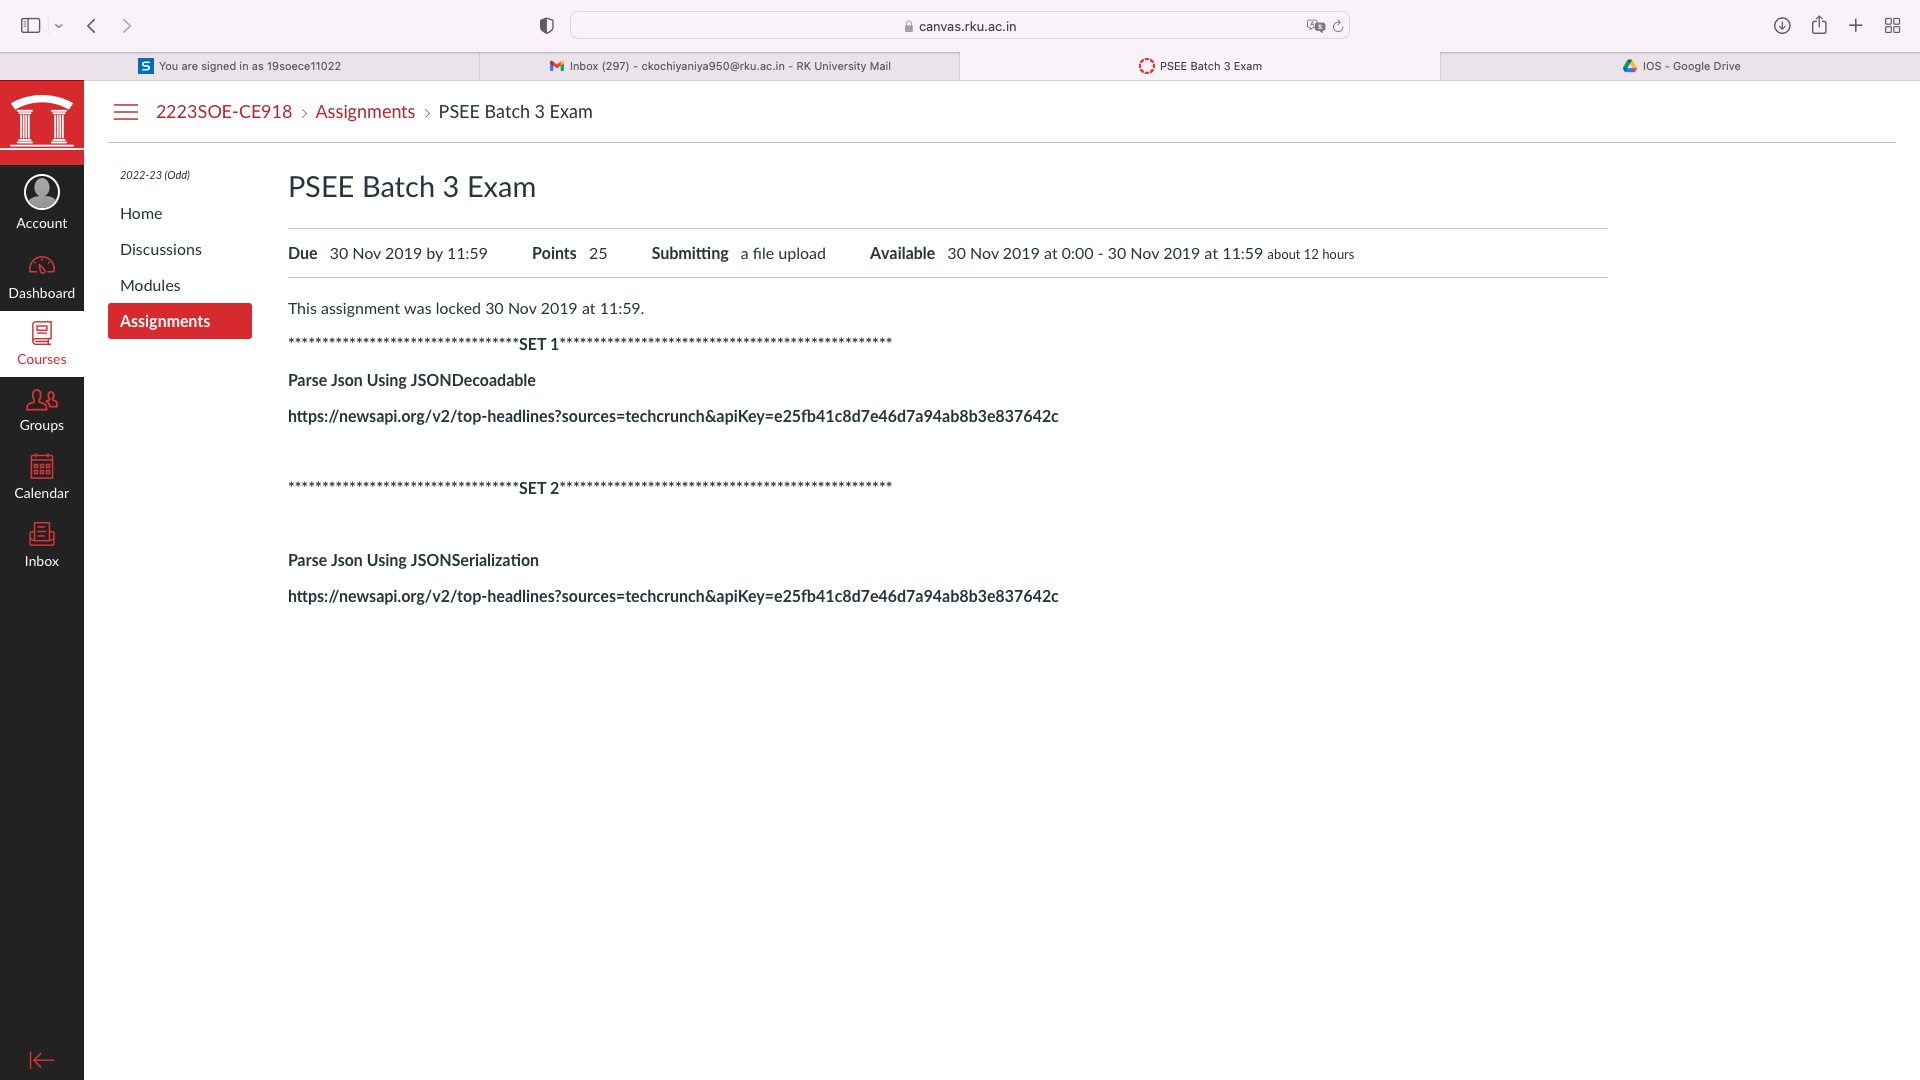 canvas.rku.ac.in
You are signed in as 19soece11022
Inbox (297) - ckochiyaniya950@rku.ac.in - RK University Mail
PSEE Batch 3 Exam
IOS - Google Drive
2223SOE-CE918 › Assignments › PSEE Batch 3 Exam
Account
Dashboard
Courses
Groups
Calendar
Inbox
2022-23 (Odd)
Home
Discussions
Modules
Assignments
PSEE Batch 3 Exam
Due 30 Nov 2019 by 11:59 Points 25 Submitting a file upload Available 30 Nov 2019 at 0:00 - 30 Nov 2019 at 11:59 about 12 hours
This assignment was locked 30 Nov 2019 at 11:59.
**********************************SET 1*************************************************
Parse Json Using JSONDecoadable
https://newsapi.org/v2/top-headlines?sources=techcrunch&apiKey=e25fb41c8d7e46d7a94ab8b3e837642c
**********************************SET 2*************************************************
Parse Json Using JSONSerialization
https://newsapi.org/v2/top-headlines?sources=techcrunch&apiKey=e25fb41c8d7e46d7a94ab8b3e837642c